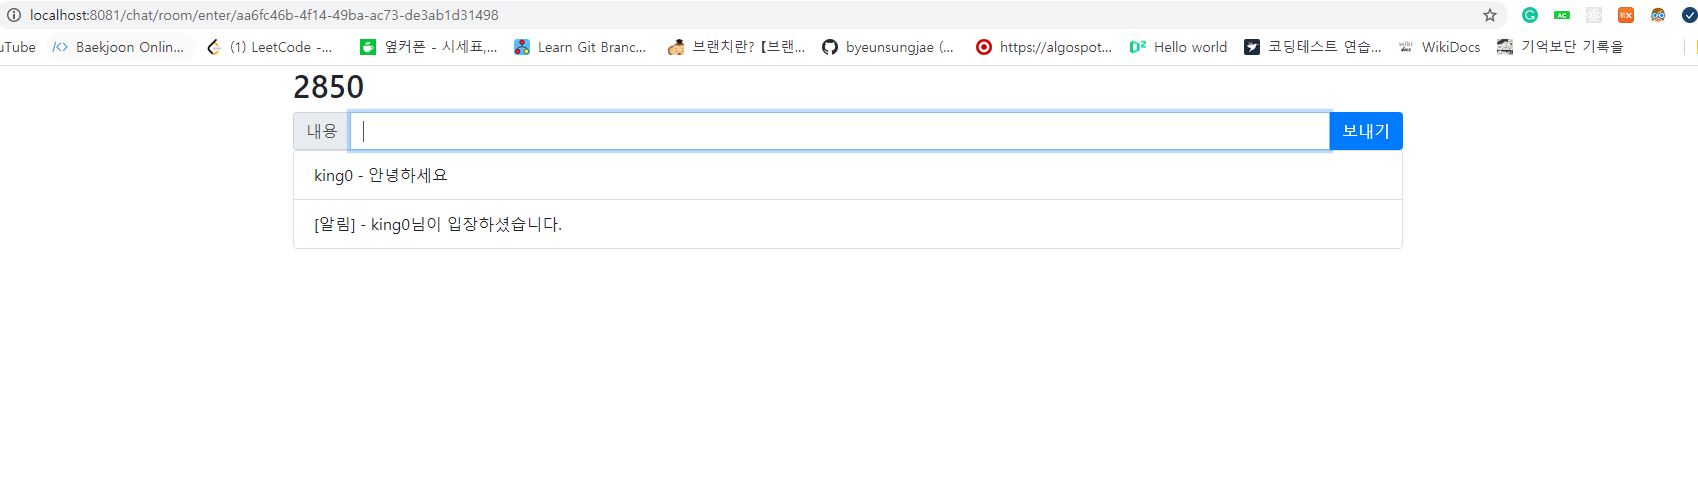 localhost:8081/chat/room/enter/aa6fc46b-4f14-49ba-ac73-de3ab1d31498
uTube Baekjoon Onlin... (1) LeetCode -... 옆커폰 - 시세표,... Learn Git Branc... 브랜치란? 【브랜... byeunsungjae (... https://algospot... Hello world 코딩테스트 연습... WikiDocs 기억보단 기록을
2850
내용 보내기
king0 - 안녕하세요
[알림] - king0님이 입장하셨습니다.